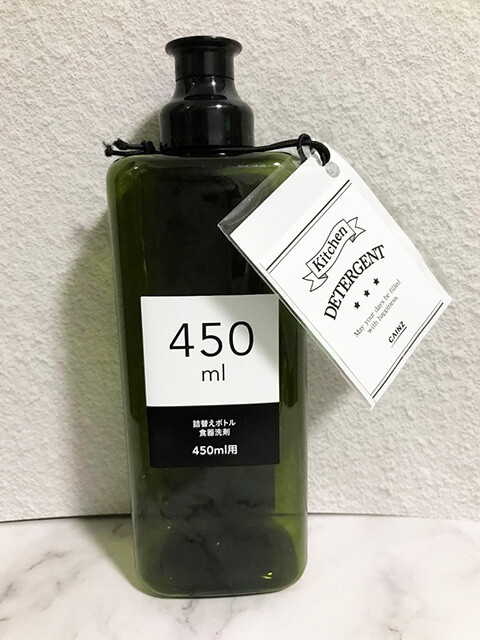 450
ml
詰替えボトル
食器洗剤
450ml用
Kitchen
DETERGENT
★ ★ ★
May your days be filled
with happiness.
CAINZ